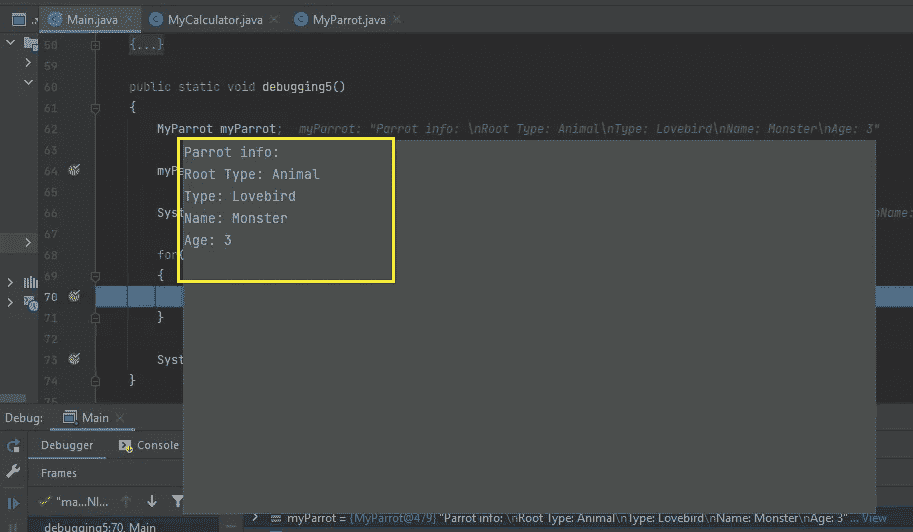 Main.java MyCalculator.java MyParrot.java
58 {...}
59
60 public static void debugging5()
61 {
62 MyParrot myParrot; myParrot: "Parrot info: \nRoot Type: Animal\nType: Lovebird\nName: Monster\nAge: 3"
63
Parrot info:
64 myP
Root Type: Animal
65
Type: Lovebird
66 Syst \nName:
Name: Monster
67
68 for(
Age: 3
69 {
70
71 }
72
73 Syst
74 }
75
Debug: Main
Debugger Console
Frames
"ma...NI...
debugging5:70, Main
myParrot = {MyParrot@479} "Parrot info: \nRoot Type: Animal\nType: Lovebird\nName: Monster\nAge: 3" ... View